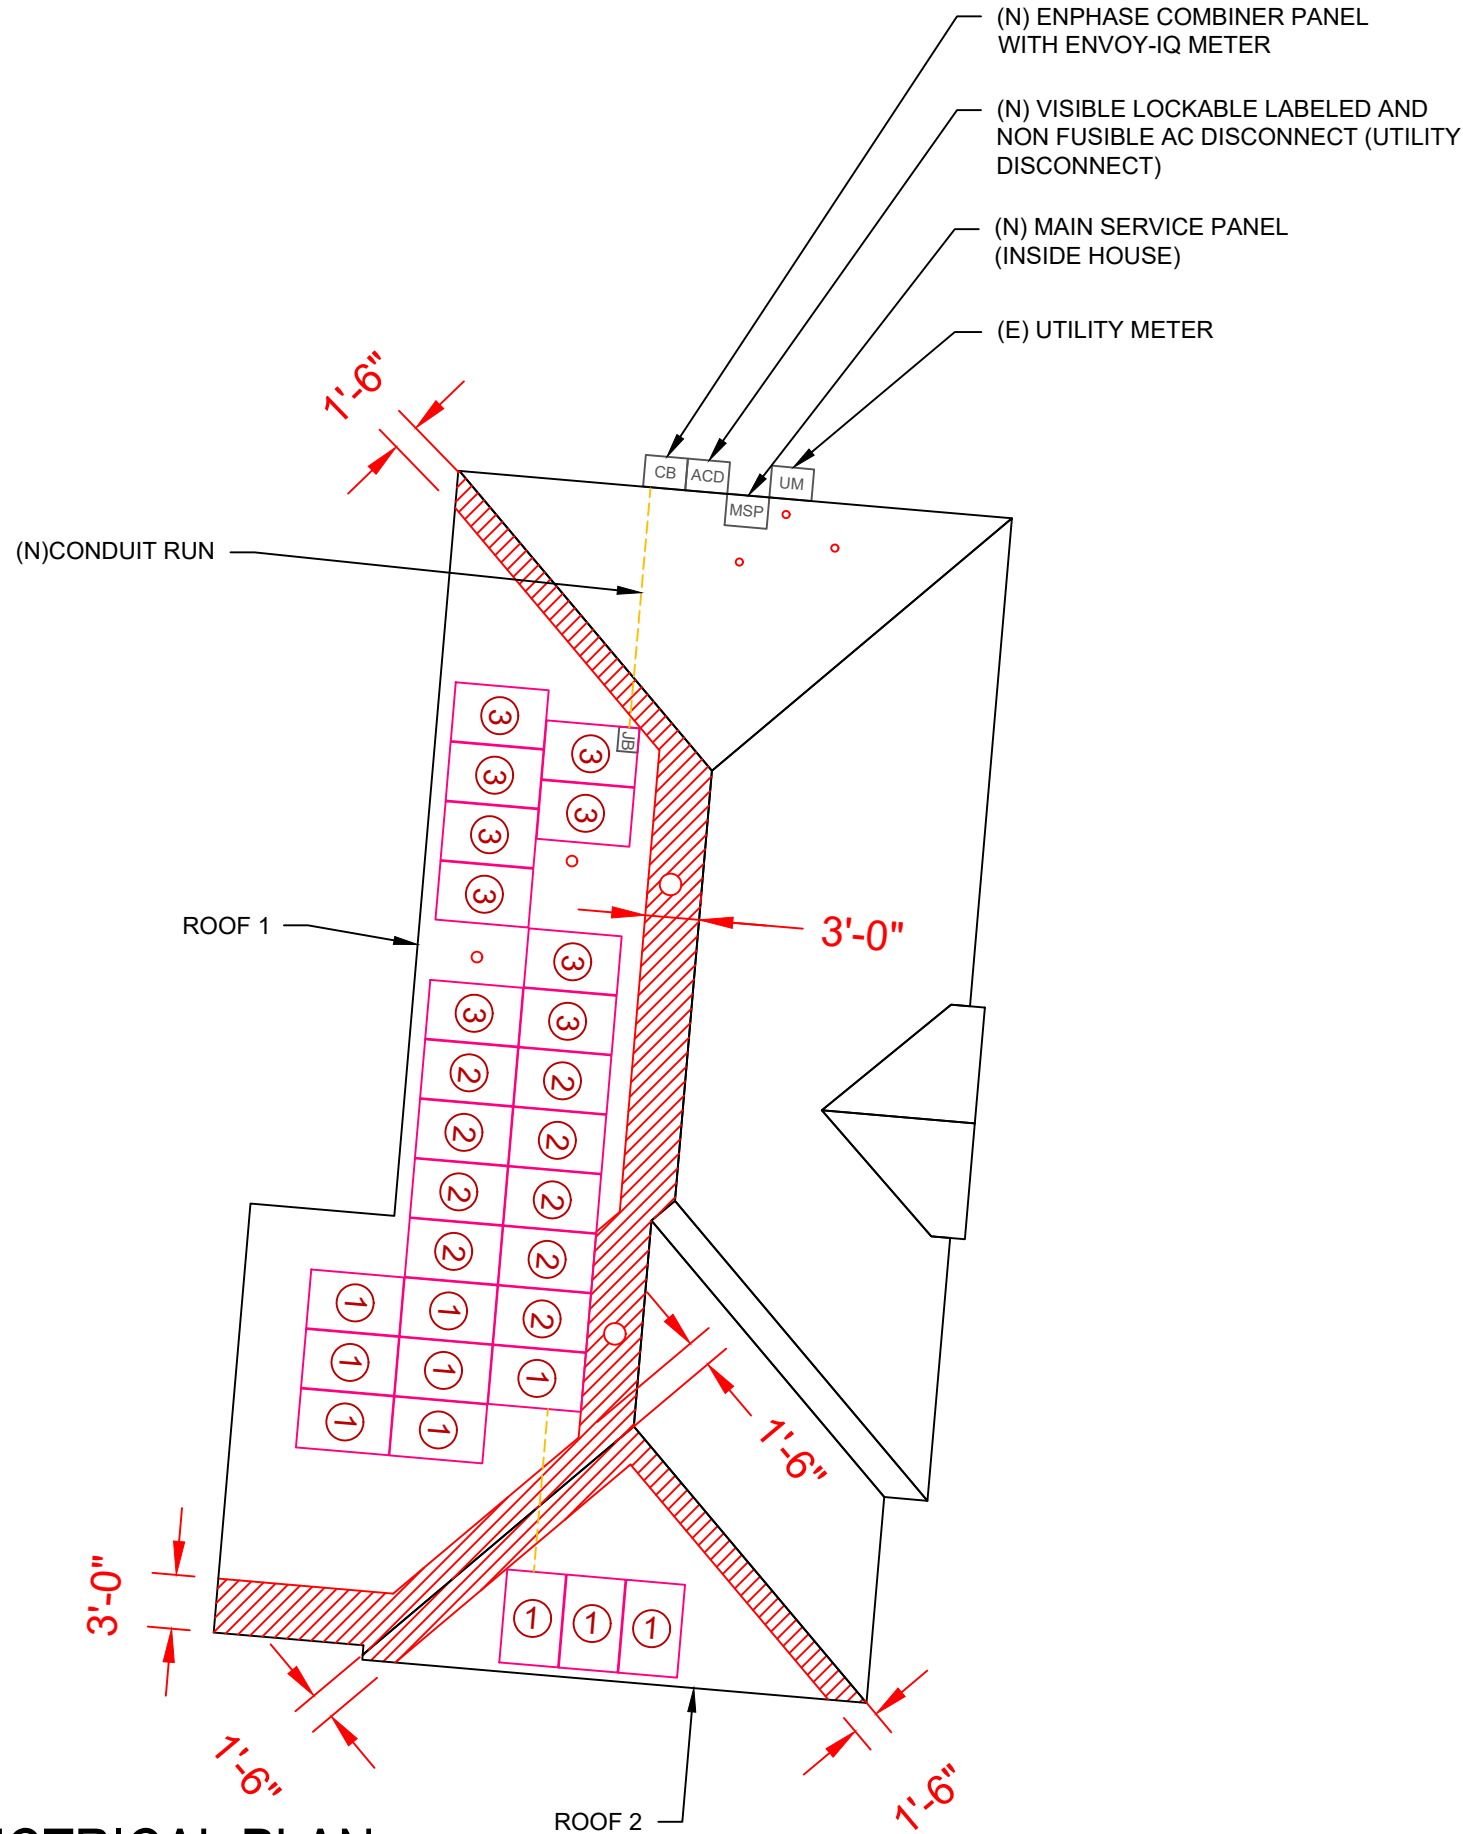 (N) ENPHASE COMBINER PANEL
WITH ENVOY-IQ METER
(N) VISIBLE LOCKABLE LABELED AND
NON FUSIBLE AC DISCONNECT (UTILITY
DISCONNECT)
(N) MAIN SERVICE PANEL
(INSIDE HOUSE)
(E) UTILITY METER
1'-6"
CB
ACD
MSP
UM
(N)CONDUIT RUN
3
3
JB
3
3
3
3
ROOF 1
3'-0"
3
3
3
2
2
2
2
2
2
2
2
1
1
2
1
1
1
1
1
1'-6"
3'-0"
1
1
1
1'-6"
1'-6"
ROOF 2
CTRICAL PLAN